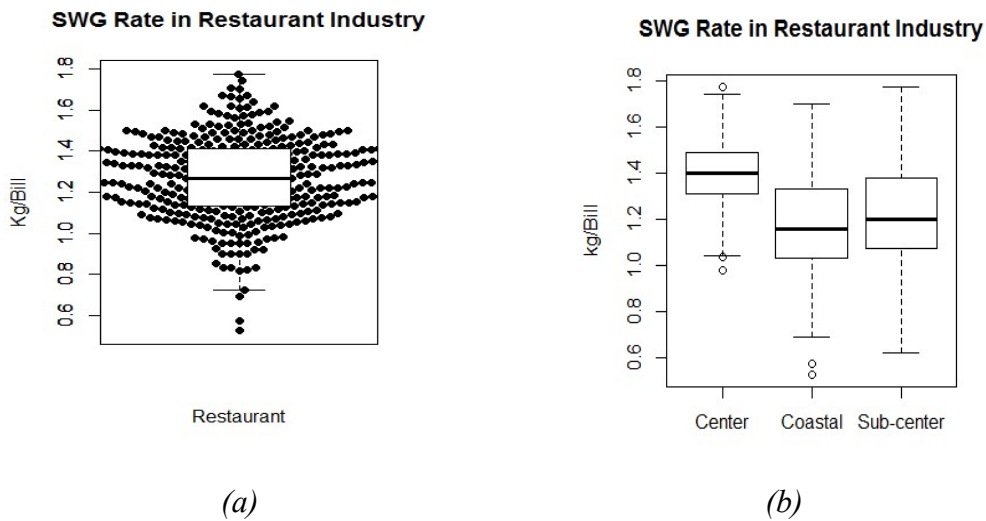 SWG Rate in Restaurant Industry
Kg/Bill
1.8
1.6
1.4
1.2
1.0
0.8
0.6
Restaurant
(a)
SWG Rate in Restaurant Industry
kg/Bill
1.8
1.6
1.4
1.2
1.0
0.8
0.6
Center Coastal Sub-center
(b)